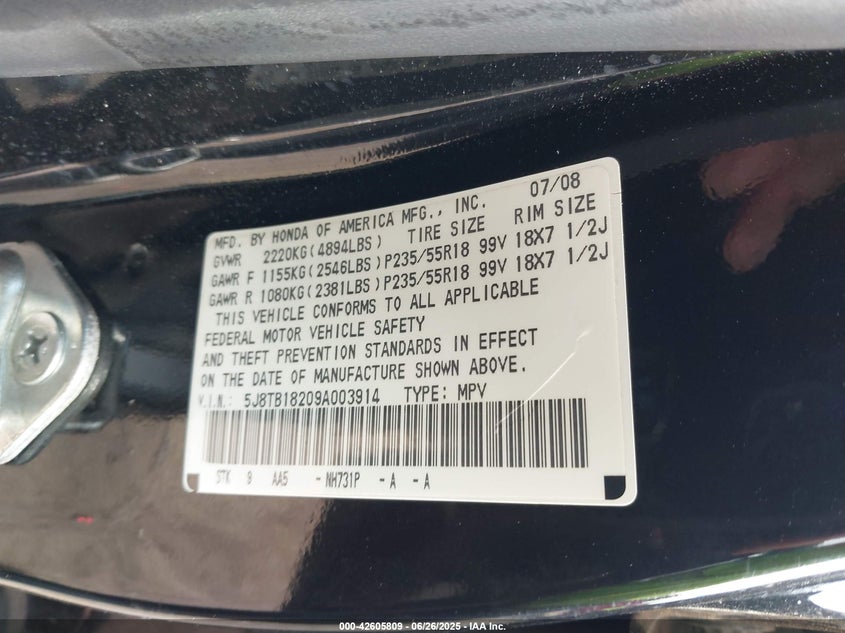 MFD. BY HONDA OF AMERICA MFG., INC. 07/08
GVWR 2220KG(4894LBS) TIRE SIZE RIM SIZE
GAWR F 1155KG(2546LBS)P235/55R18 99V 18X7 1/2J
GAWR R 1080KG(2381LBS)P235/55R18 99V 18X7 1/2J
THIS VEHICLE CONFORMS TO ALL APPLICABLE
FEDERAL MOTOR VEHICLE SAFETY
AND THEFT PREVENTION STANDARDS IN EFFECT
ON THE DATE OF MANUFACTURE SHOWN ABOVE.
V.I.N.: 5J8TB18209A003914 TYPE: MPV
STK 9 AA5 -NH731P -A -A
000-42605809 - 06/26/2025 - IAA Inc.